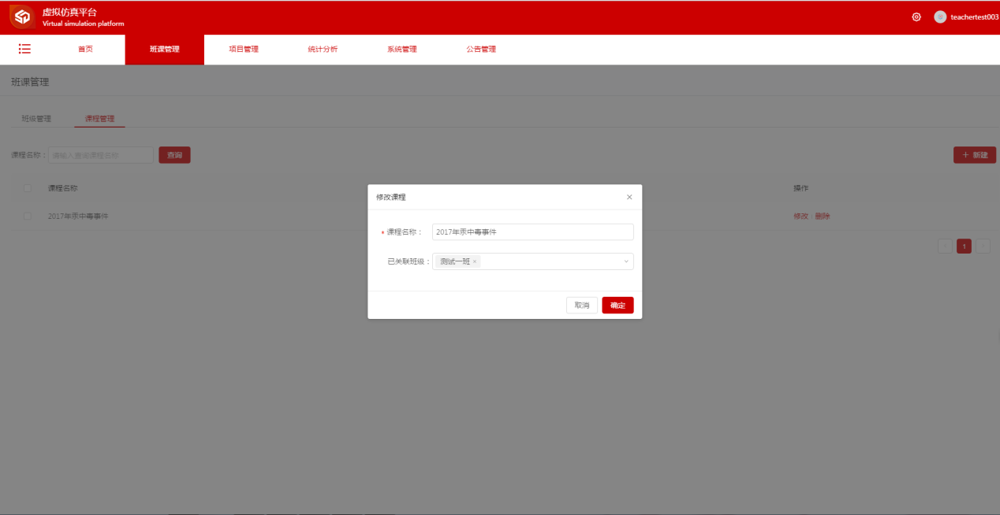 虚拟仿真平台
Virtual simulation platform
teachertest003
首页 班课管理 项目管理 统计分析 系统管理 公告管理
班课管理
班级管理 课程管理
课程名称： 请输入查询课程名称 查询 + 新建
课程名称 操作
2017年汞中毒事件 修改 | 删除
1
修改课程 ×
* 课程名称： 2017年汞中毒事件
已关联班级： 测试一班 ×
取消 确定